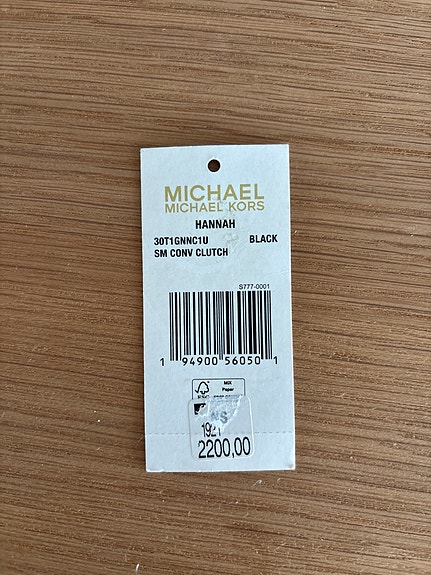 MICHAEL
MICHAEL KORS
HANNAH
30T1GNNC1U BLACK
SM CONV CLUTCH
S777-0001
1 94900 56050 1
MIX
Paper
2200,00